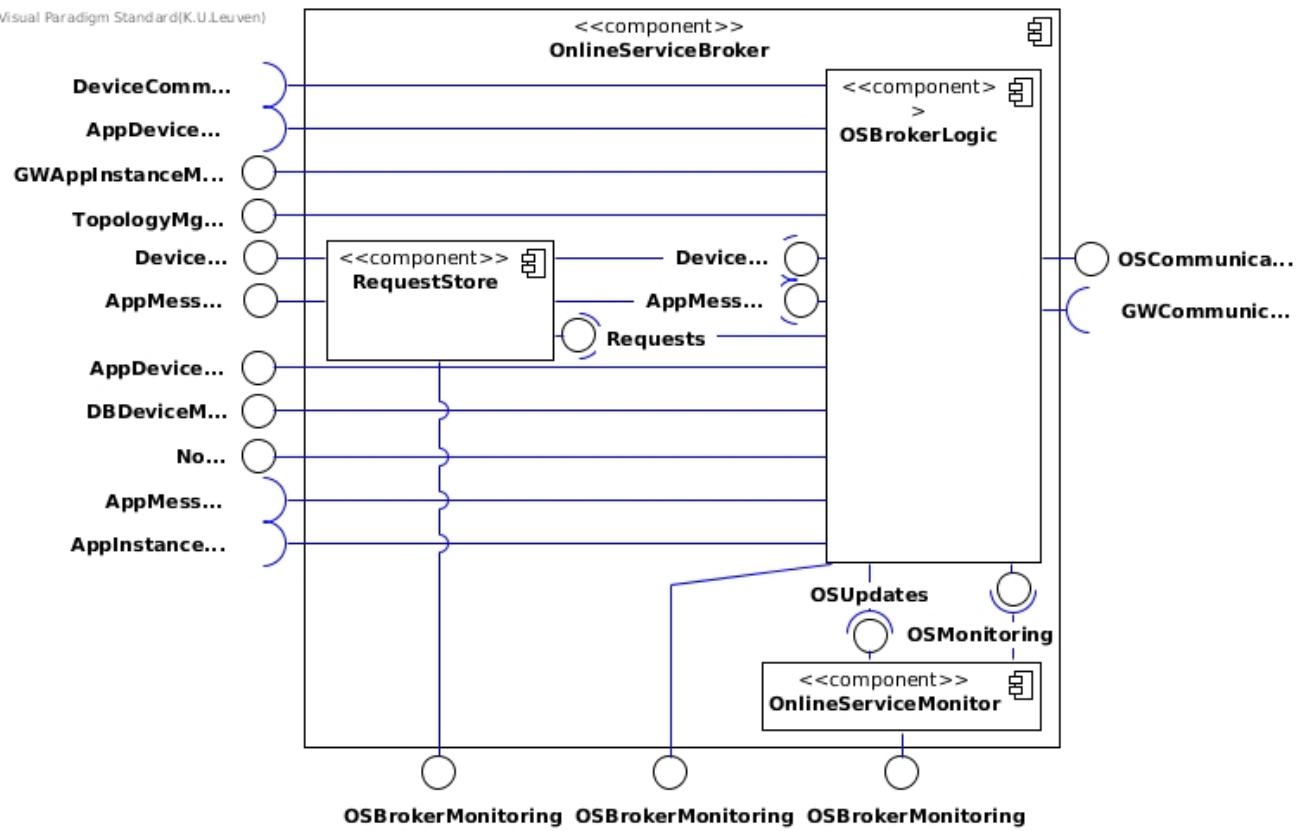 Visual Paradigm Standard(K.U.Leuven)
<<component>>
OnlineServiceBroker
DeviceComm...
AppDevice...
GWAppInstanceM...
TopologyMg...
Device...
AppMess...
AppDevice...
DBDeviceM...
No...
AppMess...
AppInstance...
<<component>>
RequestStore
Device...
AppMess...
Requests
<<component>
>
OSBrokerLogic
OSCommunica...
GWCommunic...
OSUpdates
OSMonitoring
<<component>>
OnlineServiceMonitor
OSBrokerMonitoring
OSBrokerMonitoring
OSBrokerMonitoring